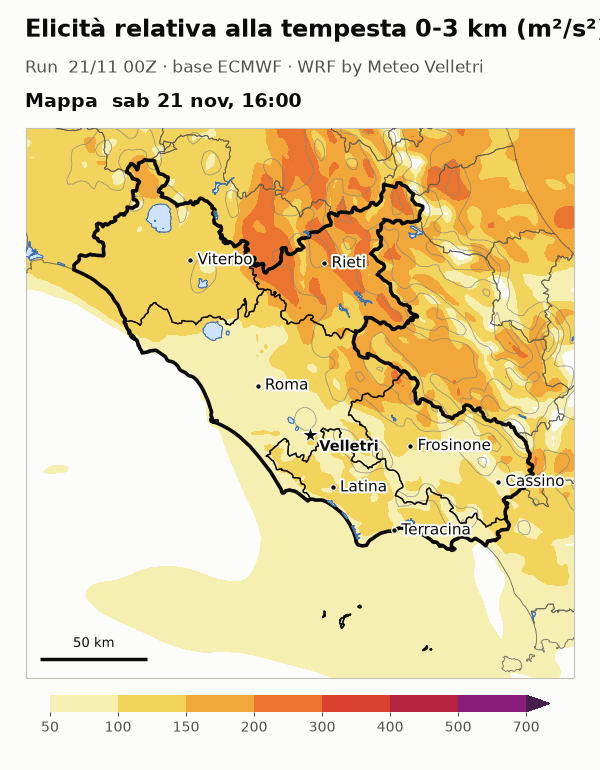 Elicità relativa alla tempesta 0-3 km (m²/s²)
Run  21/11 00Z · base ECMWF · WRF by Meteo Velletri
Mappa  sab 21 nov, 16:00
Viterbo
Rieti
Roma
Velletri
Frosinone
Cassino
Latina
Terracina
50 km
50 100 150 200 300 400 500 700